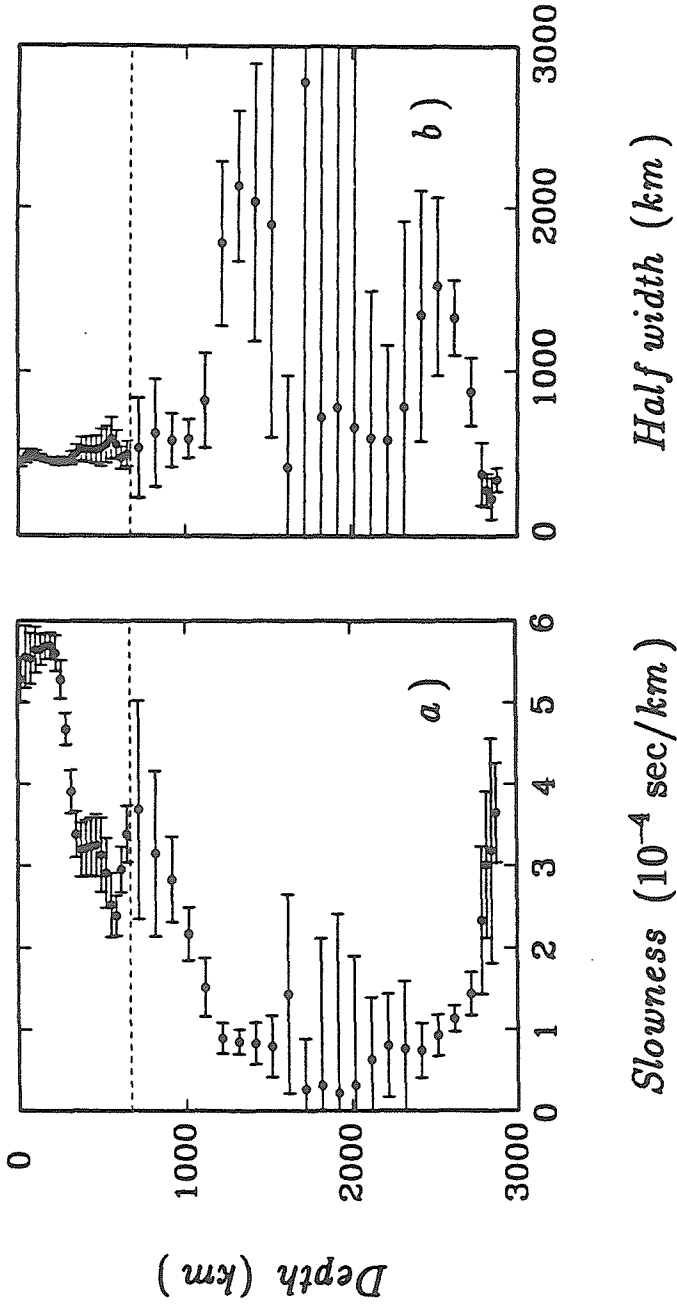 Depth (km)
0
1000
2000
3000
a)
0 1 2 3 4 5 6
Slowness (10⁻⁴ sec/km)
b)
0 1000 2000 3000
Half width (km)